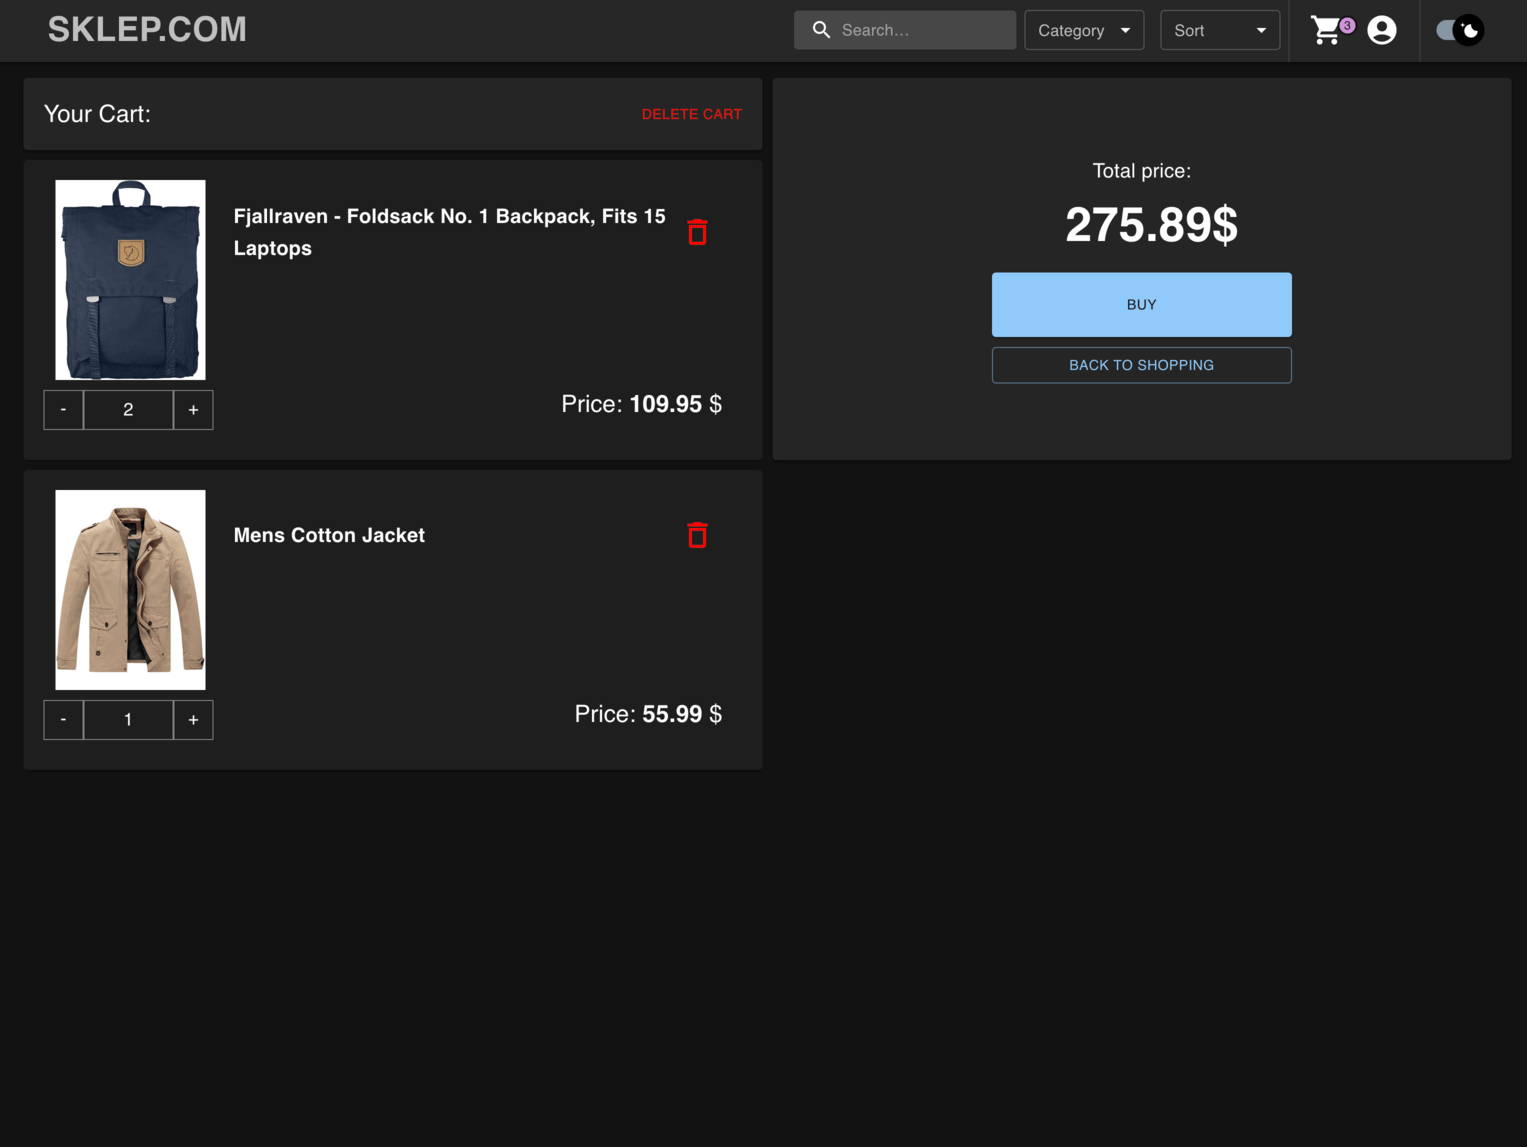 SKLEP.COM
Search…
Category
Sort
3
Your Cart:
DELETE CART
Fjallraven - Foldsack No. 1 Backpack, Fits 15
Laptops
- 2 +
Price: 109.95 $
Mens Cotton Jacket
- 1 +
Price: 55.99 $
Total price:
275.89$
BUY
BACK TO SHOPPING